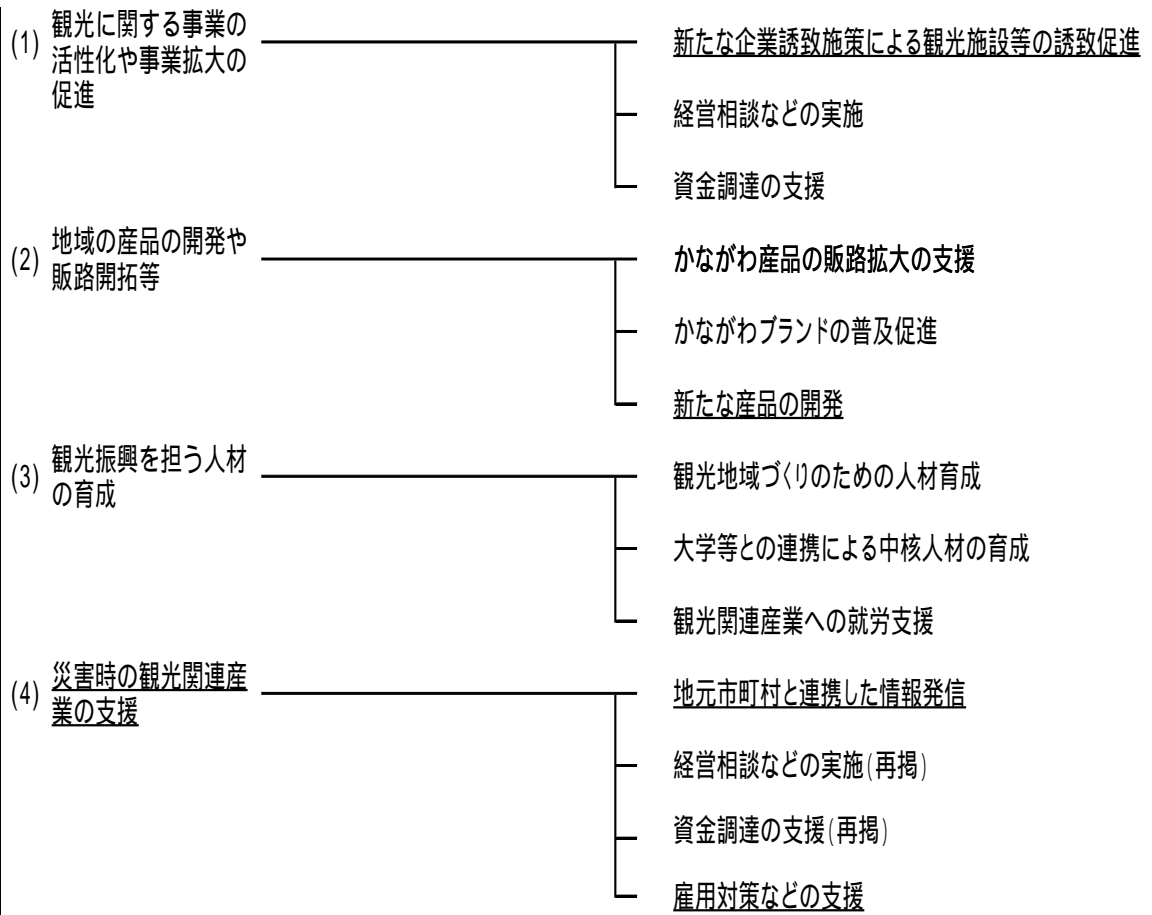 (1) 観光に関する事業の
活性化や事業拡大の
促進
新たな企業誘致施策による観光施設等の誘致促進
経営相談などの実施
資金調達の支援
(2) 地域の産品の開発や
販路開拓等
かながわ産品の販路拡大の支援
かながわブランドの普及促進
新たな産品の開発
(3) 観光振興を担う人材
の育成
観光地域づくりのための人材育成
大学等との連携による中核人材の育成
観光関連産業への就労支援
(4) 災害時の観光関連産
業の支援
地元市町村と連携した情報発信
経営相談などの実施(再掲)
資金調達の支援(再掲)
雇用対策などの支援